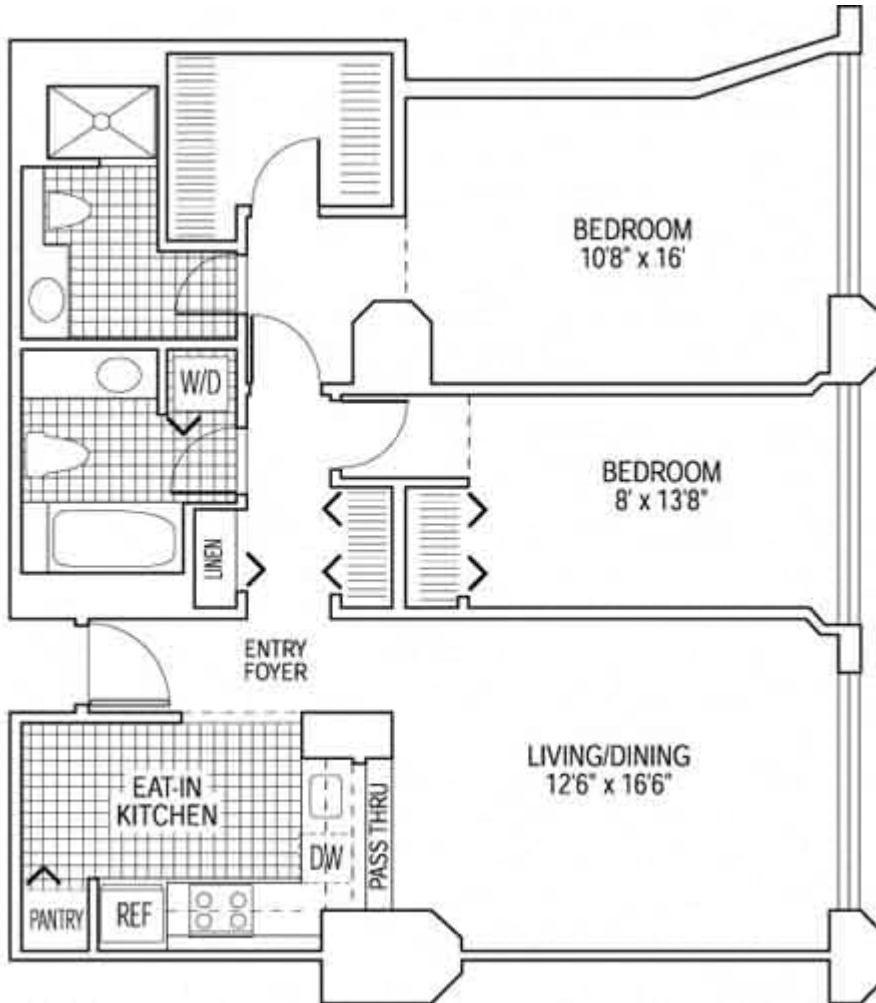 BEDROOM
10'8" x 16'
W/D
BEDROOM
8' x 13'8"
LINEN
ENTRY
FOYER
LIVING/DINING
12'6" x 16'6"
EAT-IN
KITCHEN
PASS THRU
DW
PANTRY
REF